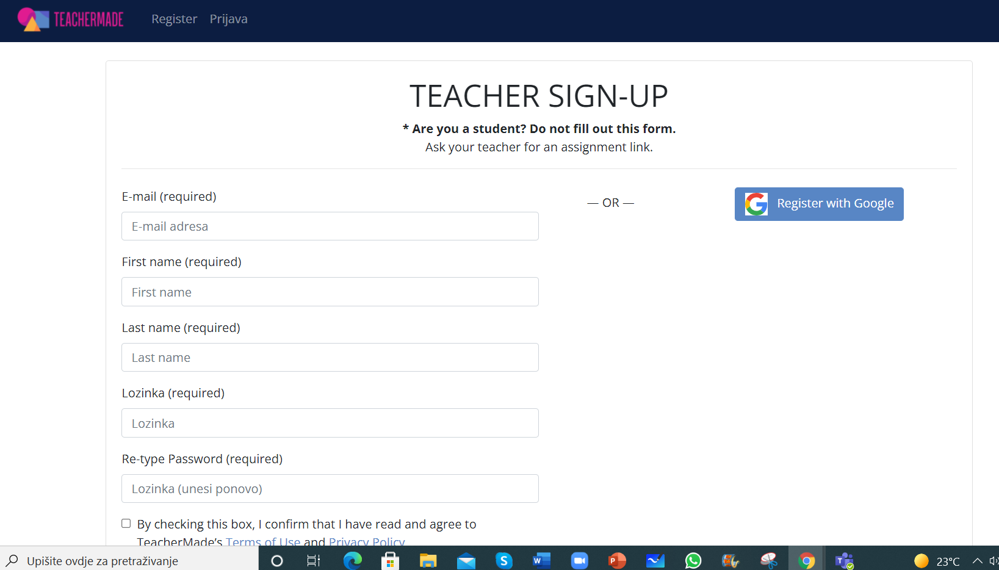 TEACHERMADE Register Prijava
TEACHER SIGN-UP
* Are you a student? Do not fill out this form.
Ask your teacher for an assignment link.
E-mail (required)
E-mail adresa
— OR —
Register with Google
First name (required)
First name
Last name (required)
Last name
Lozinka (required)
Lozinka
Re-type Password (required)
Lozinka (unesi ponovo)
By checking this box, I confirm that I have read and agree to
TeacherMade’s Terms of Use and Privacy Policy
Upišite ovdje za pretraživanje
23°C